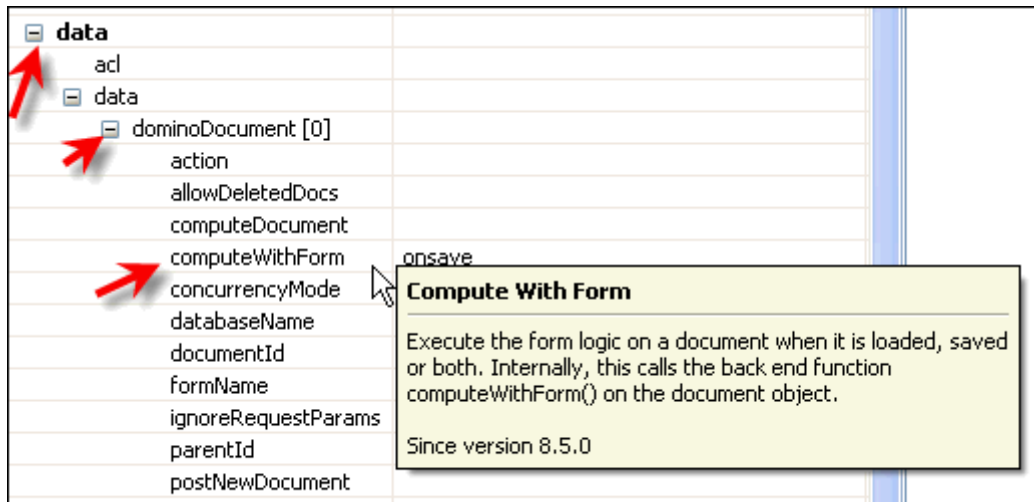 data
acl
data
dominoDocument [0]
action
allowDeletedDocs
computeDocument
computeWithForm onsave
concurrencyMode
databaseName
documentId
formName
ignoreRequestParams
parentId
postNewDocument
Compute With Form
Execute the form logic on a document when it is loaded, saved
or both. Internally, this calls the back end function
computeWithForm() on the document object.
Since version 8.5.0